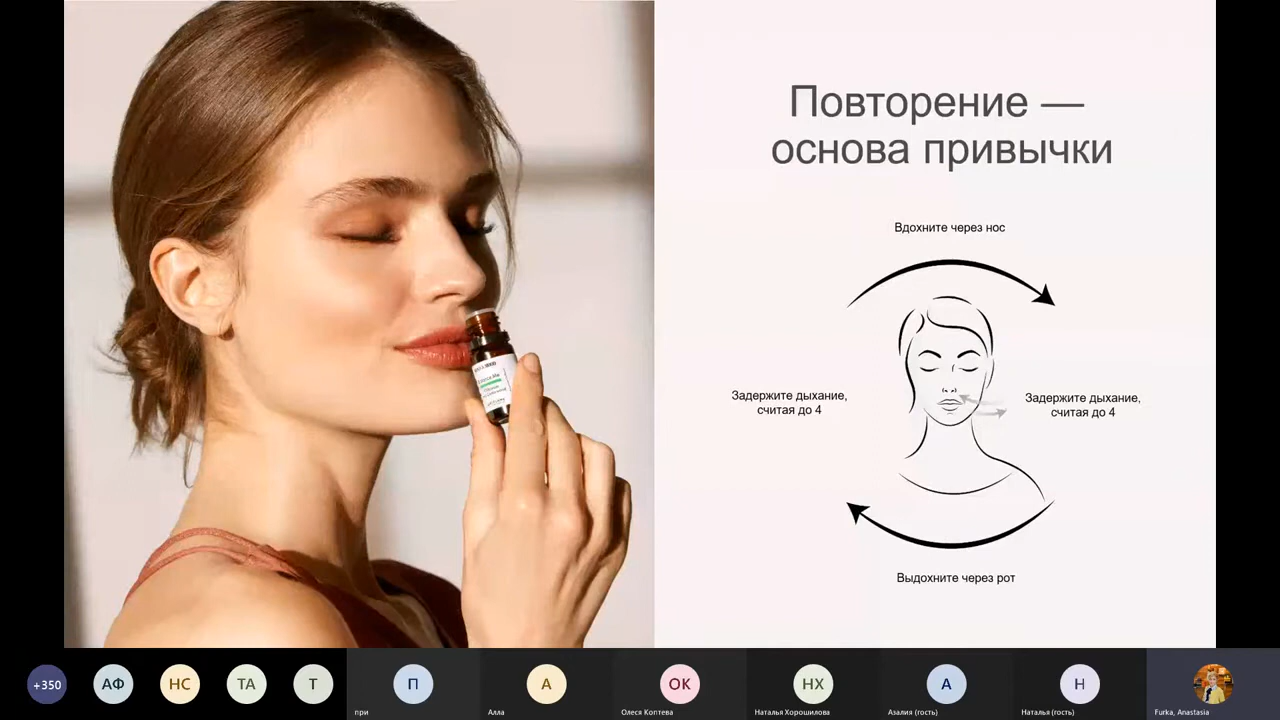 Повторение —
основа привычки
Вдохните через нос
Задержите дыхание,
считая до 4
Задержите дыхание,
считая до 4
Выдохните через рот
+350
АФ
НС
ТА
Т
П
А
ОК
НХ
А
Н
при
Алла
Олеся Коптева
Наталья Хорошилова
Азалия (гость)
Наталья (гость)
Furka, Anastasia